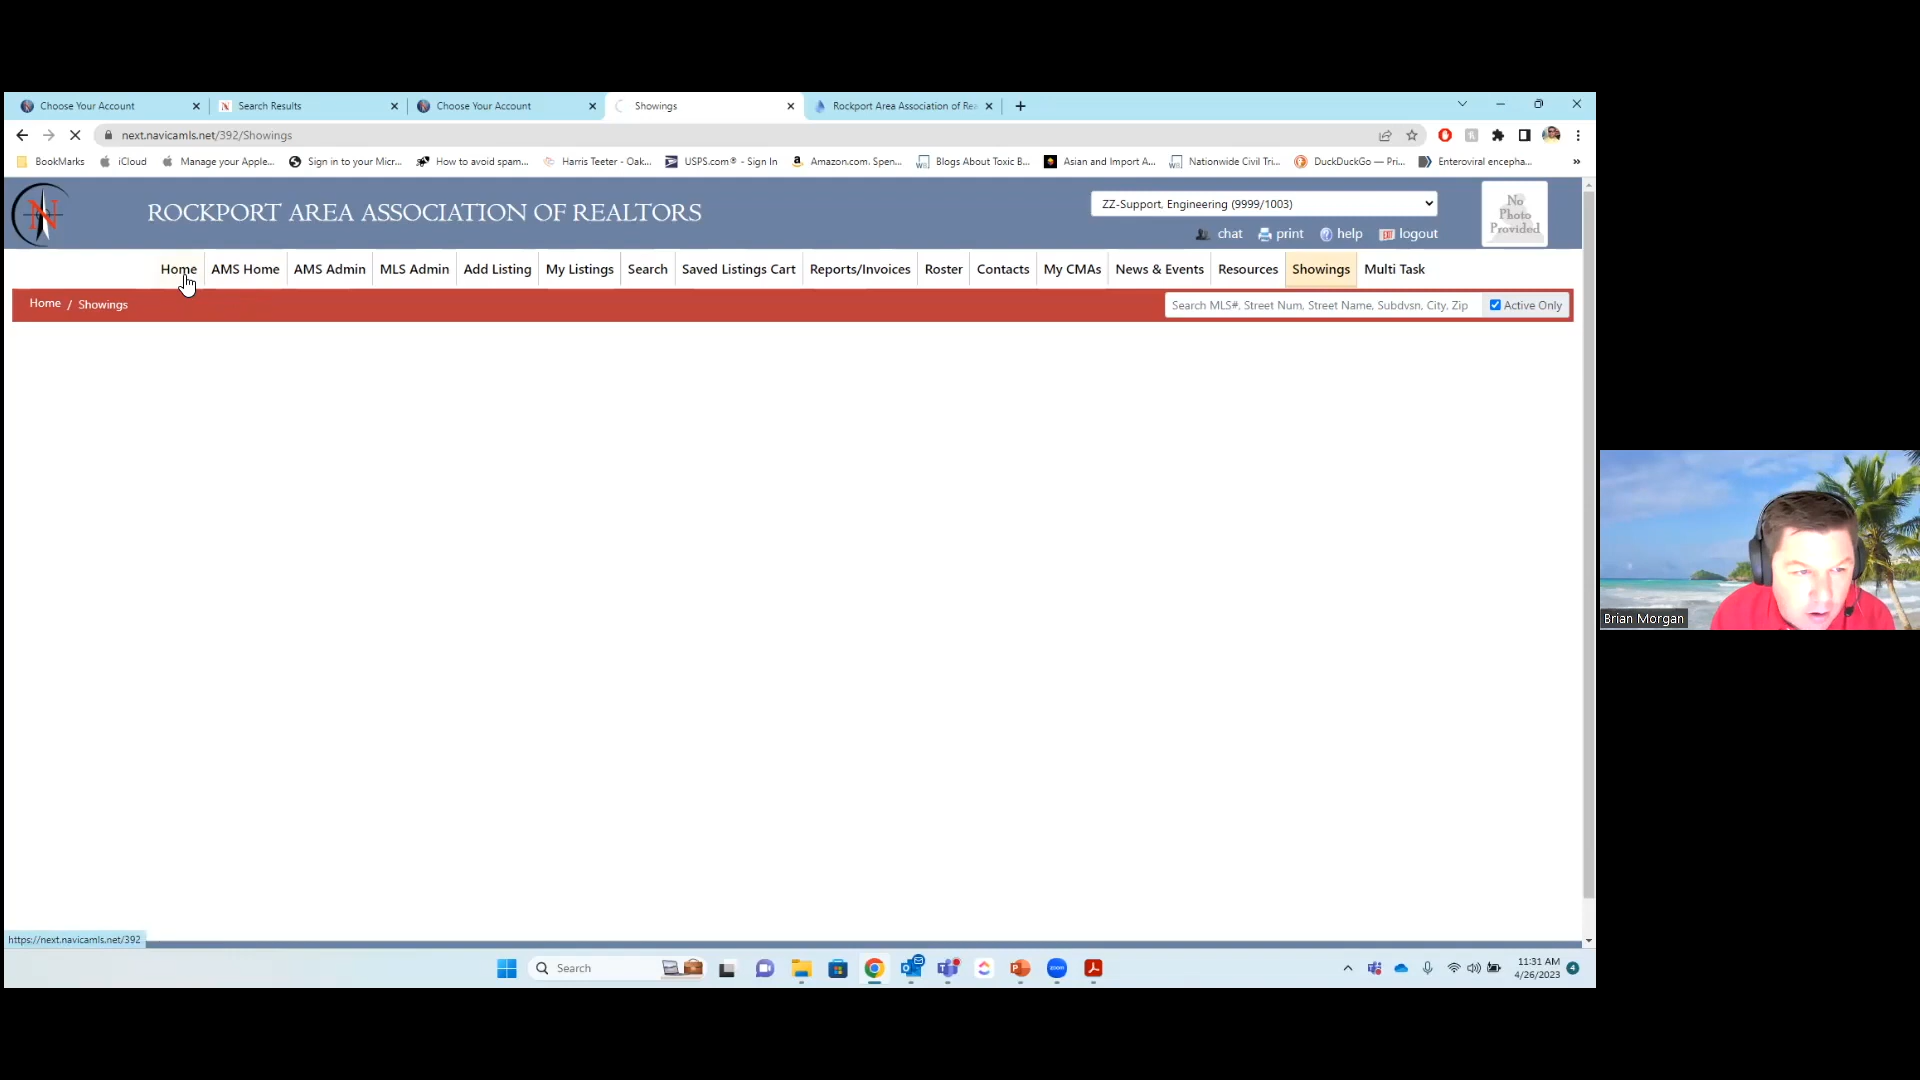 Choose Your Account
Search Results
Choose Your Account
Showings
Rockport Area Association of Rea
next.navicamls.net/392/Showings
BookMarks
iCloud
Manage your Apple...
Sign in to your Micr...
How to avoid spam...
Harris Teeter - Oak...
USPS.com® - Sign In
Amazon.com. Spen...
Blogs About Toxic B...
Asian and Import A...
Nationwide Civil Tri...
DuckDuckGo — Pri...
Enteroviral encepha...
»
N
ROCKPORT AREA ASSOCIATION OF REALTORS
ZZ-Support, Engineering (9999/1003)
chat
print
help
logout
No
Photo
Provided
Home
AMS Home
AMS Admin
MLS Admin
Add Listing
My Listings
Search
Saved Listings Cart
Reports/Invoices
Roster
Contacts
My CMAs
News & Events
Resources
Showings
Multi Task
Home / Showings
Search MLS#, Street Num, Street Name, Subdvsn, City, Zip
Active Only
Brian Morgan
https://next.navicamls.net/392
Search
zoom
11:31 AM
4/26/2023
4